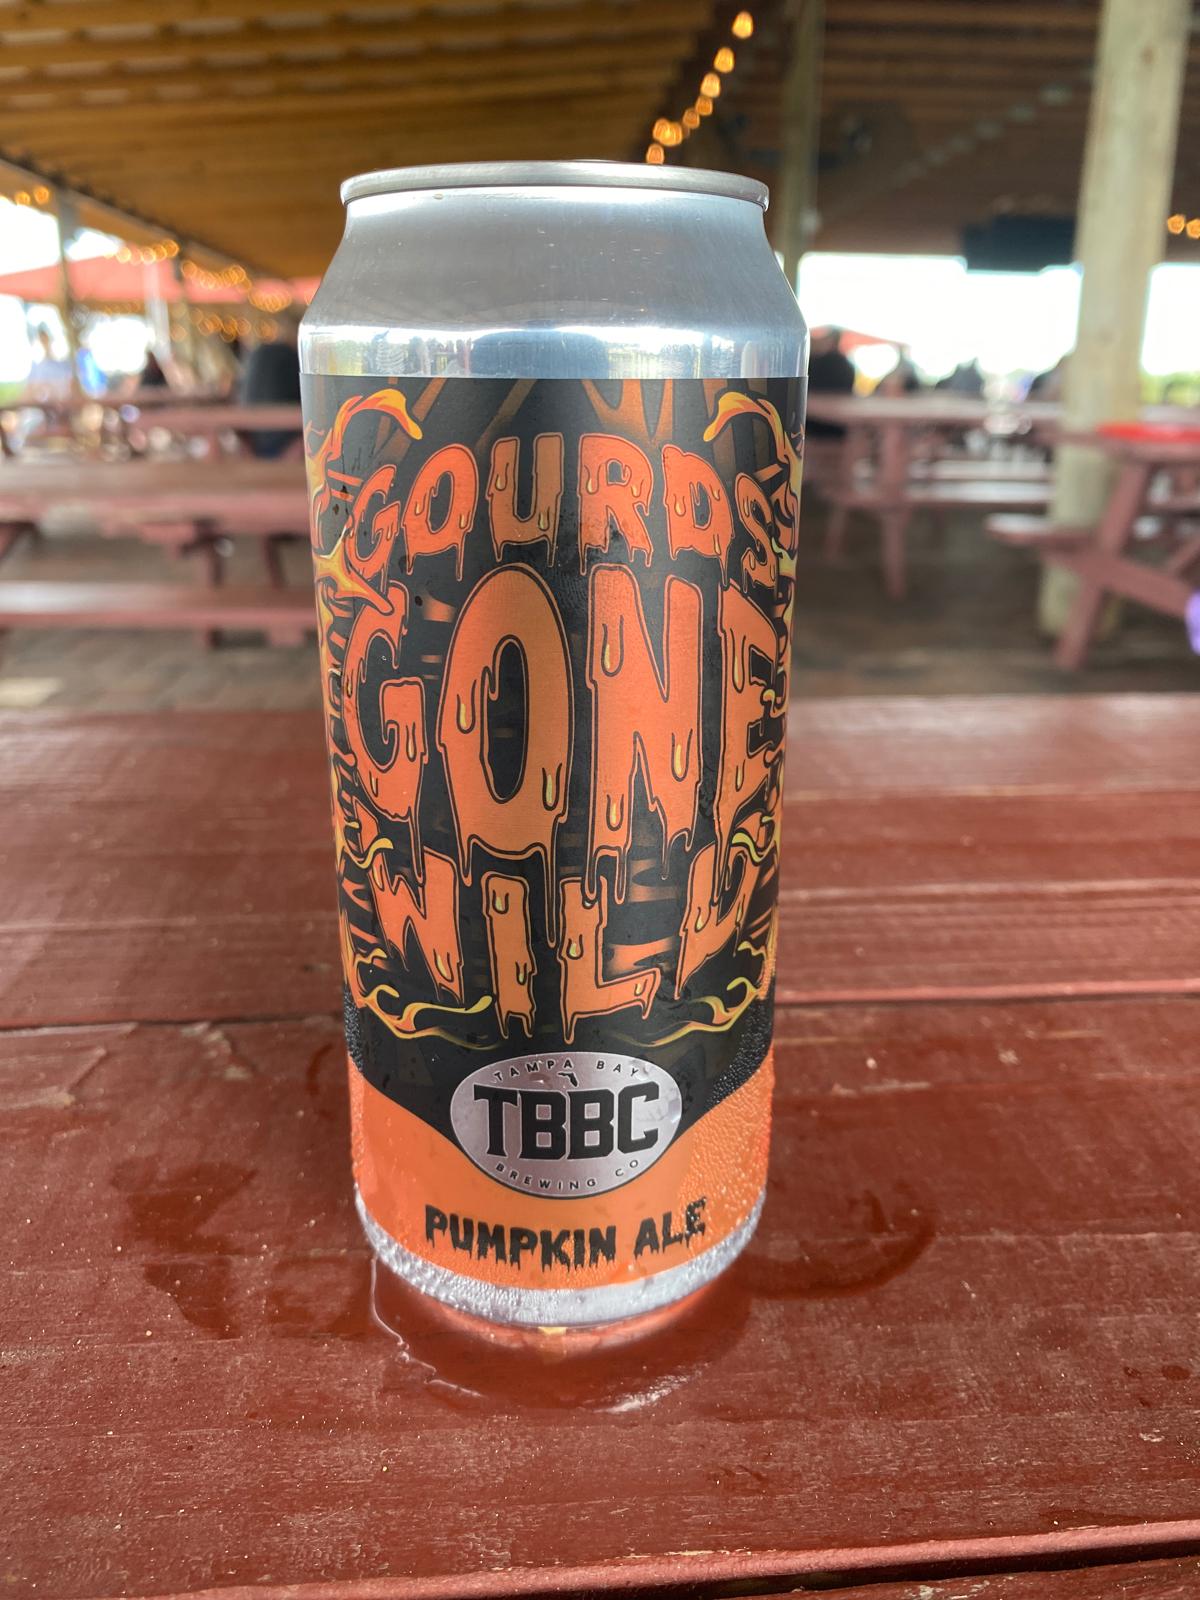 GOURDS
GONE
WILD
TAMPA BAY
TBBC
BREWING CO
PUMPKIN ALE